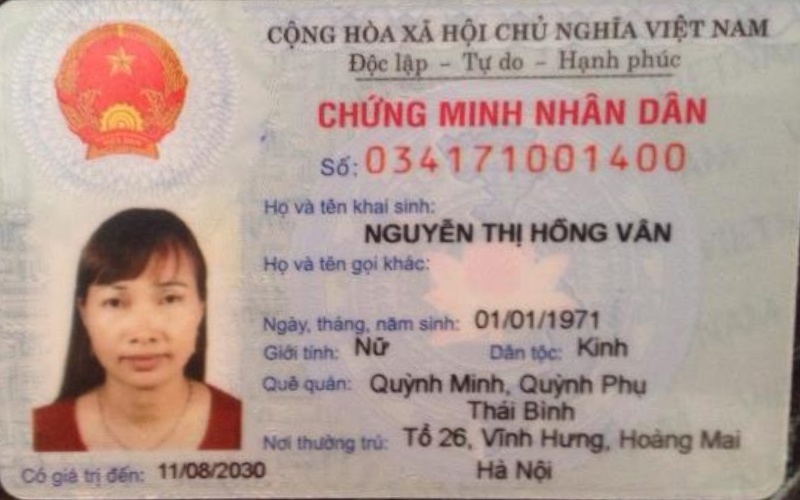 CỘNG HÒA XÃ HỘI CHỦ NGHĨA VIỆT NAM
Độc lập – Tự do – Hạnh phúc
CHỨNG MINH NHÂN DÂN
Số: 034171001400
Họ và tên khai sinh:
NGUYỄN THỊ HỒNG VÂN
Họ và tên gọi khác:
Ngày, tháng, năm sinh: 01/01/1971
Giới tính: Nữ Dân tộc: Kinh
Quê quán: Quỳnh Minh, Quỳnh Phụ
Thái Bình
Nơi thường trú: Tổ 26, Vĩnh Hưng, Hoàng Mai
Hà Nội
Có giá trị đến: 11/08/2030